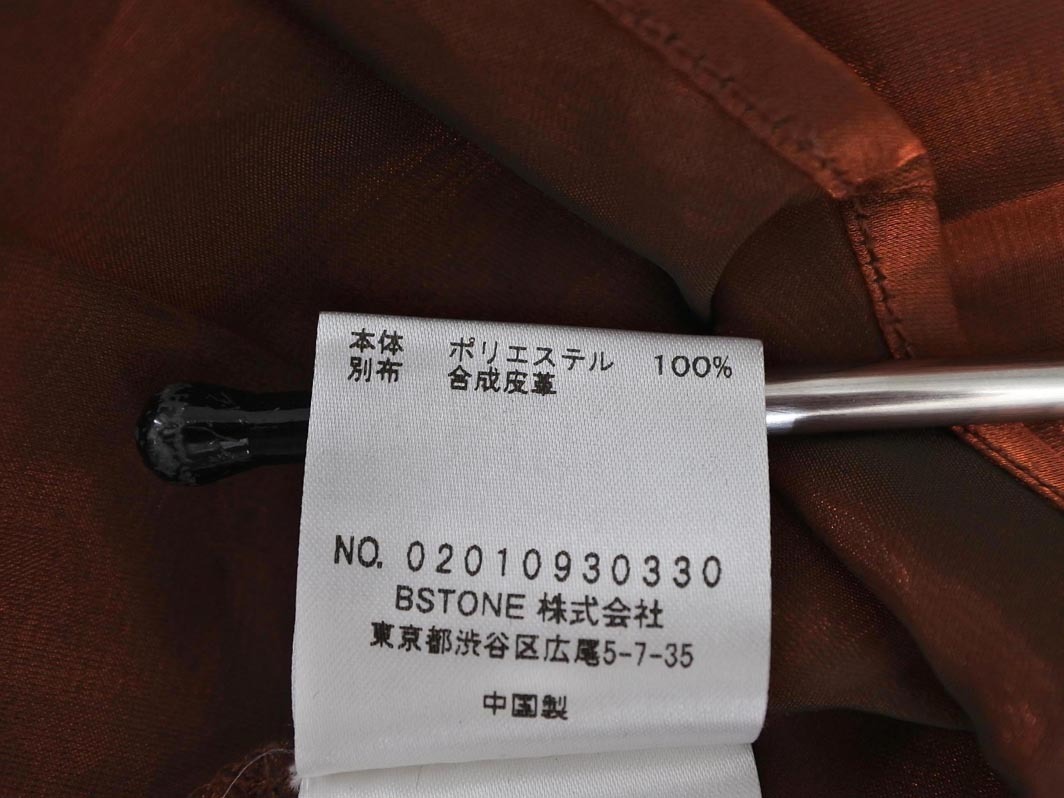 本体 ポリエステル 100%
別布 合成皮革
NO. 02010930330
BSTONE 株式会社
東京都渋谷区広尾5-7-35
中国製